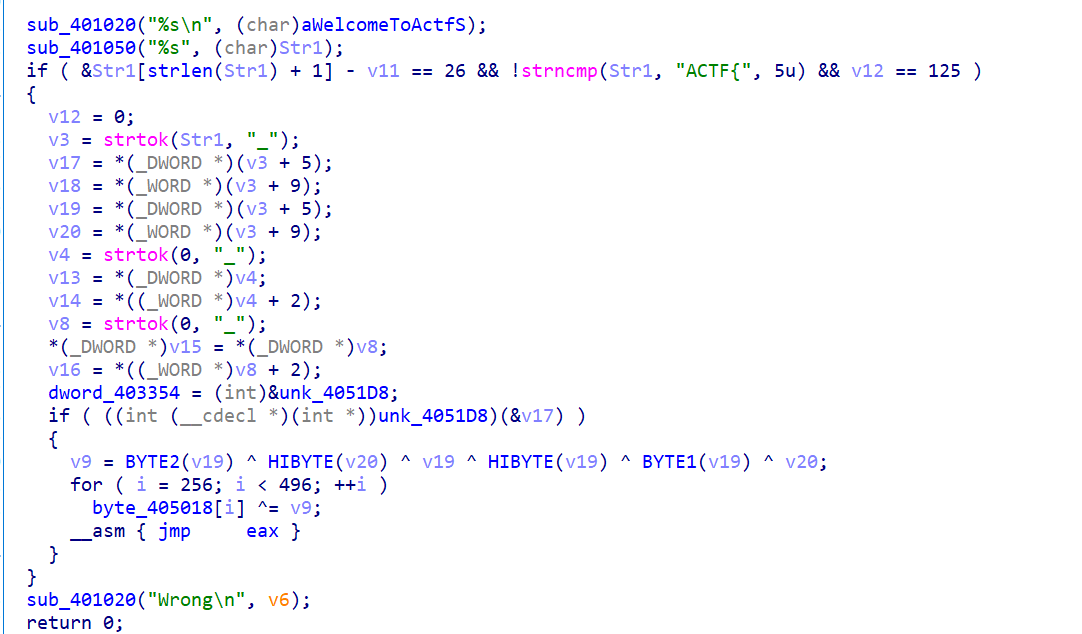 sub_401020("%s\n", (char)aWelcomeToActfS);
sub_401050("%s", (char)Str1);
if ( &Str1[strlen(Str1) + 1] - v11 == 26 && !strncmp(Str1, "ACTF{", 5u) && v12 == 125 )
{
  v12 = 0;
  v3 = strtok(Str1, "_");
  v17 = *(_DWORD *)(v3 + 5);
  v18 = *(_WORD *)(v3 + 9);
  v19 = *(_DWORD *)(v3 + 5);
  v20 = *(_WORD *)(v3 + 9);
  v4 = strtok(0, "_");
  v13 = *(_DWORD *)v4;
  v14 = *((_WORD *)v4 + 2);
  v8 = strtok(0, "_");
  *(_DWORD *)v15 = *(_DWORD *)v8;
  v16 = *((_WORD *)v8 + 2);
  dword_403354 = (int)&unk_4051D8;
  if ( ((int (__cdecl *)(int *))unk_4051D8)(&v17) )
  {
    v9 = BYTE2(v19) ^ HIBYTE(v20) ^ v19 ^ HIBYTE(v19) ^ BYTE1(v19) ^ v20;
    for ( i = 256; i < 496; ++i )
      byte_405018[i] ^= v9;
    __asm { jmp     eax }
  }
}
sub_401020("Wrong\n", v6);
return 0;